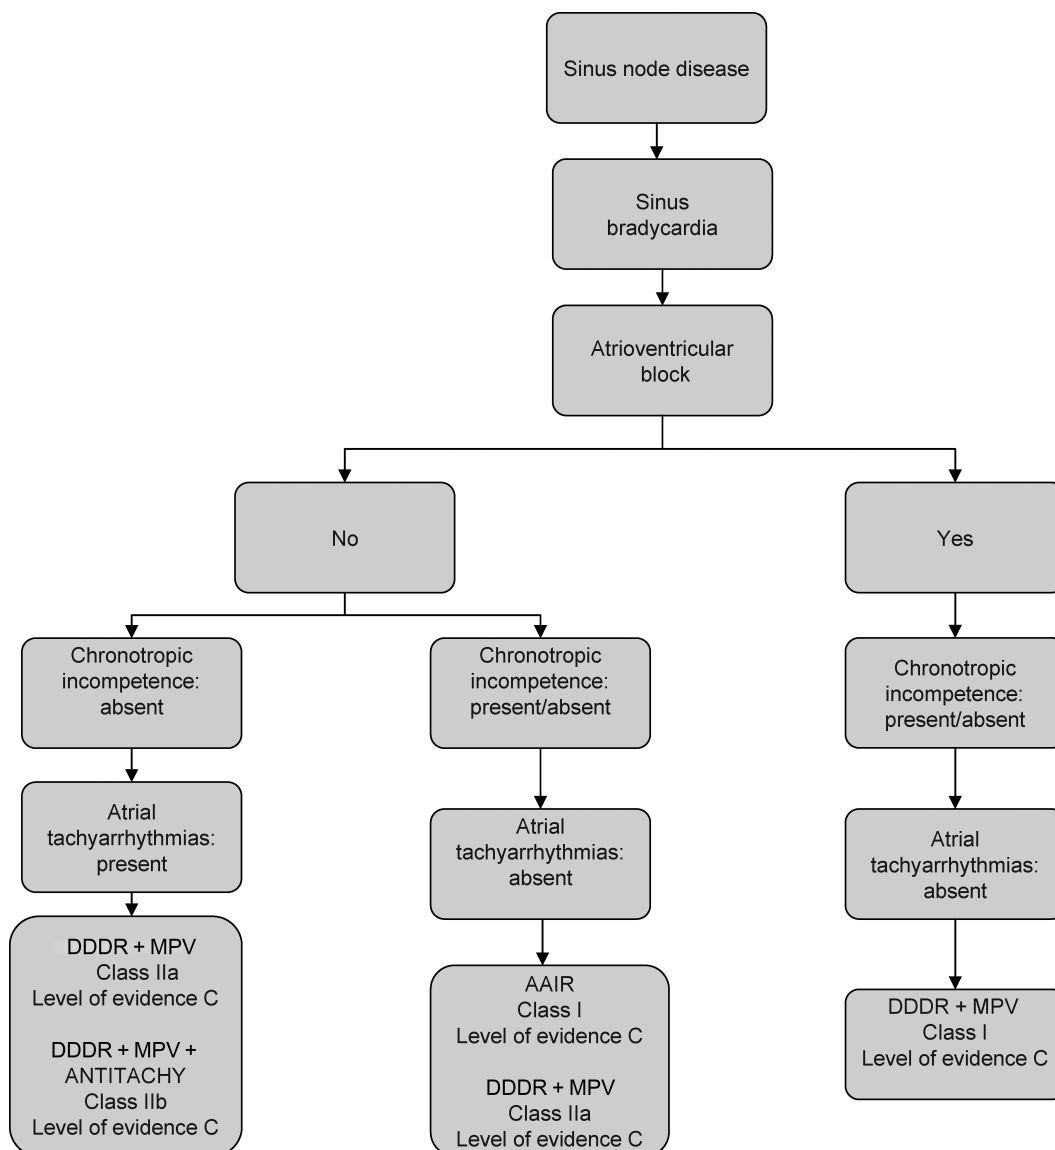 Sinus node disease
Sinus
bradycardia
Atrioventricular
block
No
Yes
Chronotropic
incompetence:
absent
Chronotropic
incompetence:
present/absent
Chronotropic
incompetence:
present/absent
Atrial
tachyarrhythmias:
present
Atrial
tachyarrhythmias:
absent
Atrial
tachyarrhythmias:
absent
DDDR + MPV
Class IIa
Level of evidence C
DDDR + MPV +
ANTITACHY
Class IIb
Level of evidence C
AAIR
Class I
Level of evidence C
DDDR + MPV
Class IIa
Level of evidence C
DDDR + MPV
Class I
Level of evidence C